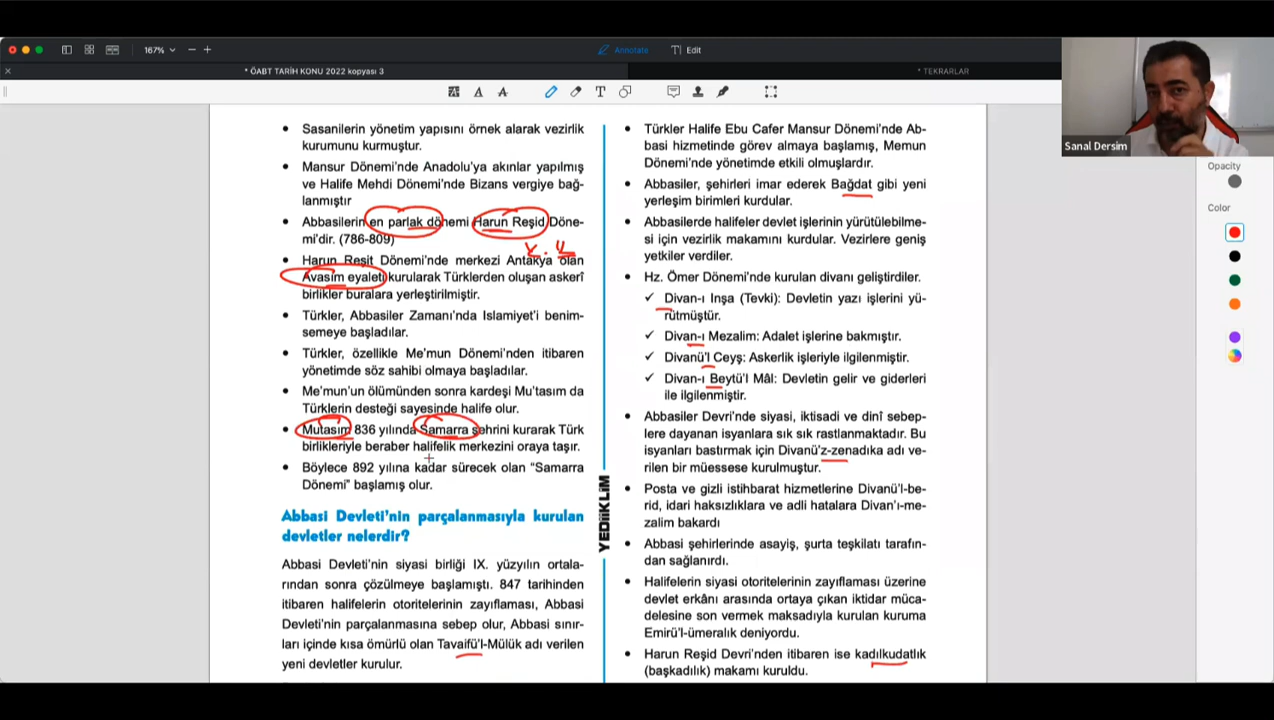 167%
Annotate
Edit
* ÖABT TARİH KONU 2022 kopyası 3
* TEKRARLAR
Sanal Dersim
Opacity
Color
Sasanilerin yönetim yapısını örnek alarak vezirlik
kurumunu kurmuştur.
Mansur Dönemi'nde Anadolu'ya akınlar yapılmış
ve Halife Mehdi Dönemi'nde Bizans vergiye bağ-
lanmıştır
Abbasilerin en parlak dönemi Harun Reşid Döne-
mi'dir. (786-809)
Harun Reşit Dönemi'nde merkezi Antakya olan
Avasım eyaleti kurularak Türklerden oluşan askerî
birlikler buralara yerleştirilmiştir.
Türkler, Abbasiler Zamanı'nda Islamiyet'i benim-
semeye başladılar.
Türkler, özellikle Me'mun Dönemi'nden itibaren
yönetimde söz sahibi olmaya başladılar.
Me'mun'un ölümünden sonra kardeşi Mu'tasım da
Türklerin desteği sayesinde halife olur.
Mutasım 836 yılında Samarra şehrini kurarak Türk
birlikleriyle beraber halifelik merkezini oraya taşır.
Böylece 892 yılına kadar sürecek olan "Samarra
Dönemi" başlamış olur.
Abbasi Devleti'nin parçalanmasıyla kurulan
devletler nelerdir?
Abbasi Devleti'nin siyasi birliği IX. yüzyılın ortala-
rından sonra çözülmeye başlamıştı. 847 tarihinden
itibaren halifelerin otoritelerinin zayıflaması, Abbasi
Devleti'nin parçalanmasına sebep olur, Abbasi sınır-
ları içinde kısa ömürlü olan Tavaifü'l-Mülük adı verilen
yeni devletler kurulur.
YEDİİKLİM
Türkler Halife Ebu Cafer Mansur Dönemi'nde Ab-
basi hizmetinde görev almaya başlamış, Memun
Dönemi'nde yönetimde etkili olmuşlardır.
Abbasiler, şehirleri imar ederek Bağdat gibi yeni
yerleşim birimleri kurdular.
Abbasilerde halifeler devlet işlerinin yürütülebilme-
si için vezirlik makamını kurdular. Vezirlere geniş
yetkiler verdiler.
Hz. Ömer Dönemi'nde kurulan divanı geliştirdiler.
Divan-ı Inşa (Tevki): Devletin yazı işlerini yü-
rütmüştür.
Divan-ı Mezalim: Adalet işlerine bakmıştır.
Divanü'l Ceyş: Askerlik işleriyle ilgilenmiştir.
Divan-ı Beytü'l Mâl: Devletin gelir ve giderleri
ile ilgilenmiştir.
Abbasiler Devri'nde siyasi, iktisadi ve dinî sebep-
lere dayanan isyanlara sık sık rastlanmaktadır. Bu
isyanları bastırmak için Divanü'z-zenadıka adı ve-
rilen bir müessese kurulmuştur.
Posta ve gizli istihbarat hizmetlerine Divanü'l-be-
rid, idari haksızlıklara ve adli hatalara Divan'ı-me-
zalim bakardı
Abbasi şehirlerinde asayiş, şurta teşkilatı tarafın-
dan sağlanırdı.
Halifelerin siyasi otoritelerinin zayıflaması üzerine
devlet erkânı arasında ortaya çıkan iktidar müca-
delesine son vermek maksadıyla kurulan kuruma
Emirü'l-ümeralık deniyordu.
Harun Reşid Devri'nden itibaren ise kadılkudatlık
(başkadılık) makamı kuruldu.